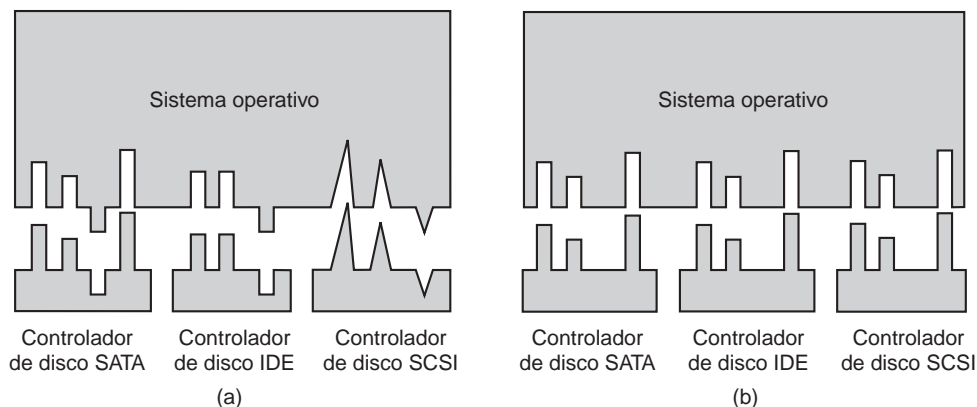 Sistema operativo
Controlador
de disco SATA
Controlador
de disco IDE
Controlador
de disco SCSI
(a)
Sistema operativo
Controlador
de disco SATA
Controlador
de disco IDE
Controlador
de disco SCSI
(b)